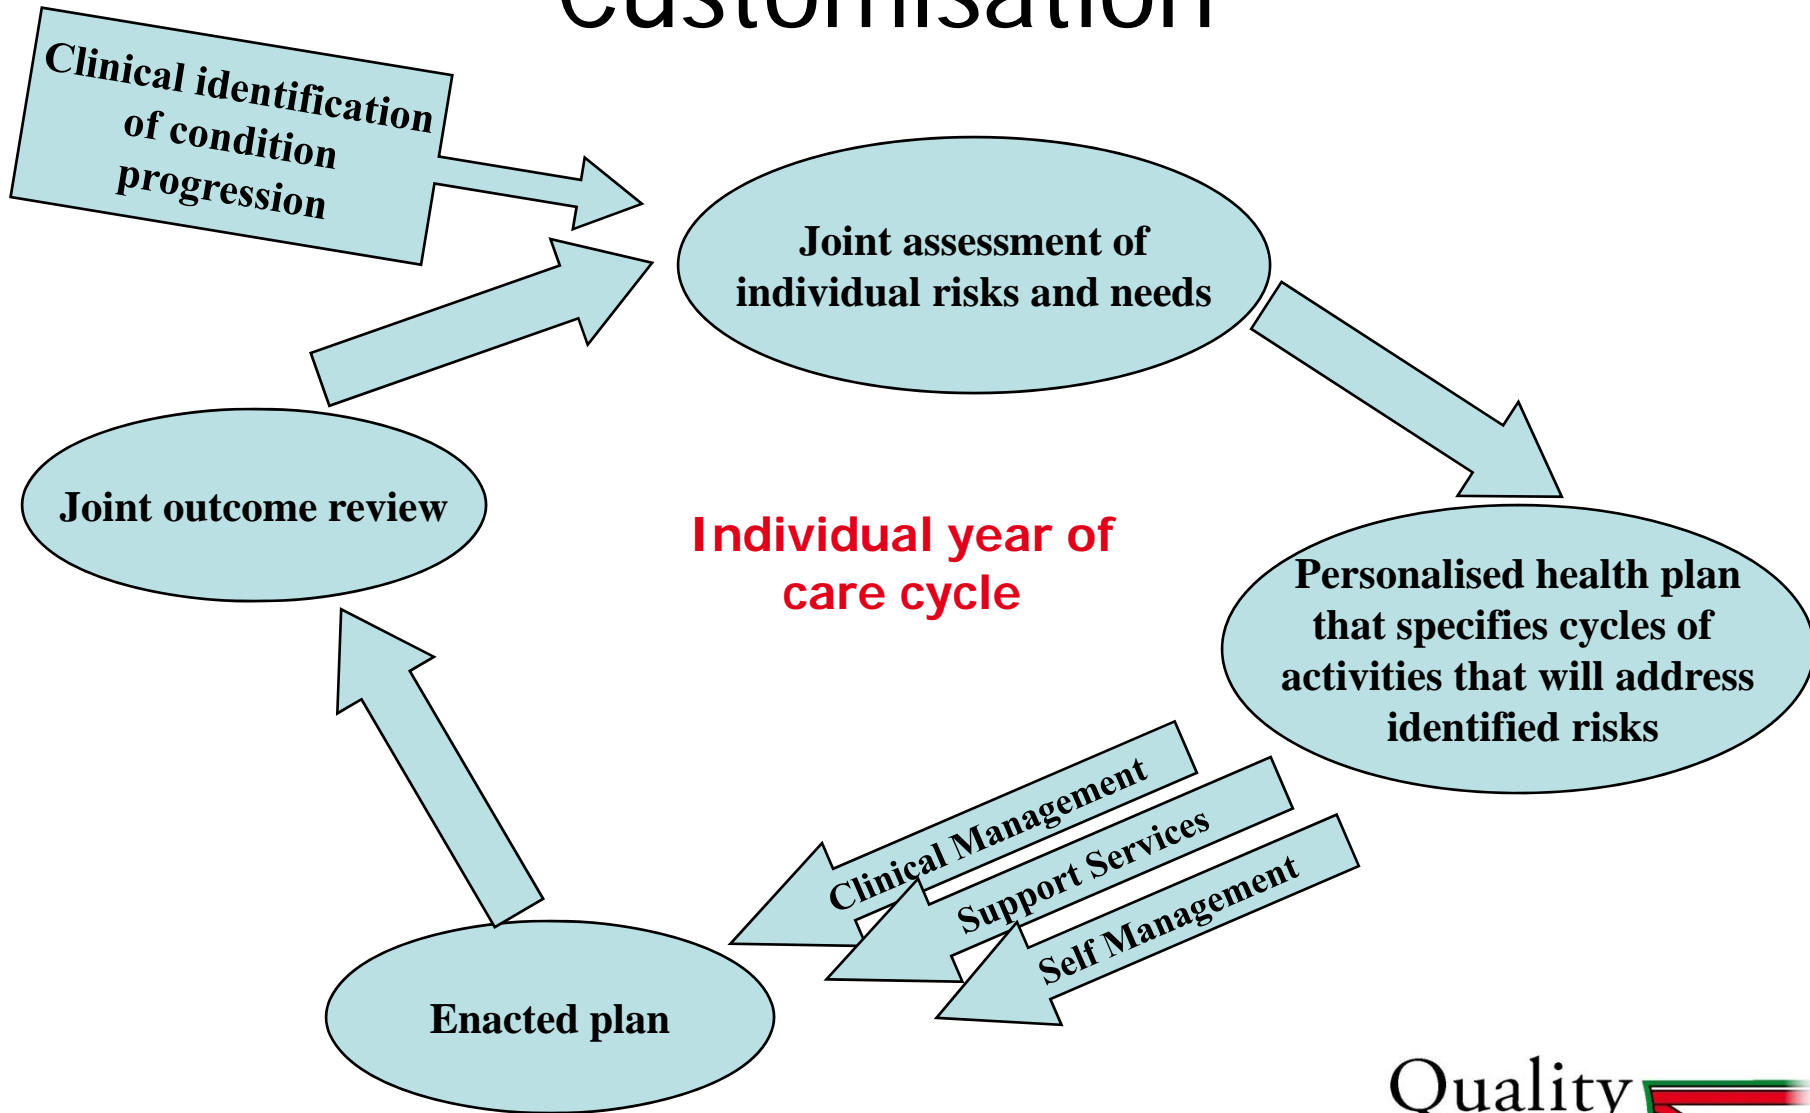 Customisation
Clinical identification
of condition
progression
Joint assessment of
individual risks and needs
Joint outcome review
Individual year of
care cycle
Personalised health plan
that specifies cycles of
activities that will address
identified risks
Clinical Management
Support Services
Self Management
Enacted plan
Quality